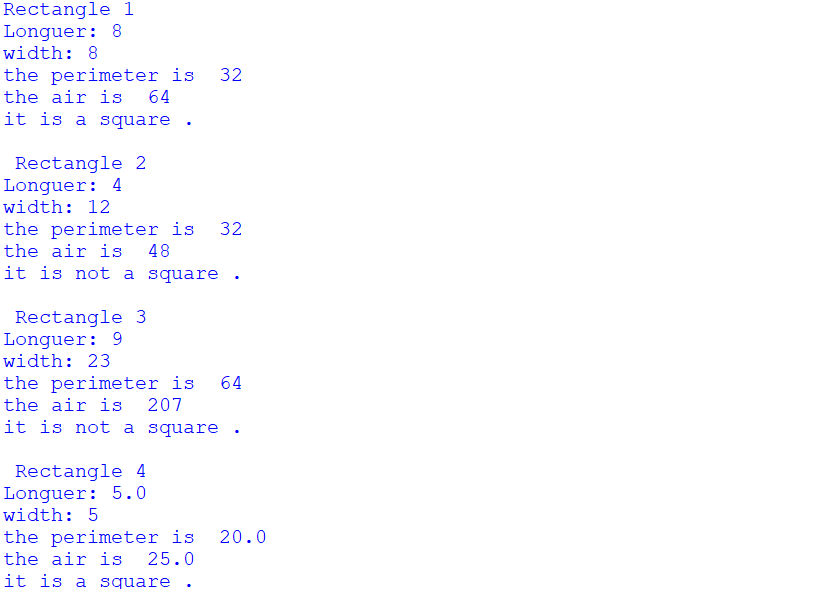 Rectangle 1
Longuer: 8
width: 8
the perimeter is  32
the air is  64
it is a square .
Rectangle 2
Longuer: 4
width: 12
the perimeter is  32
the air is  48
it is not a square .
Rectangle 3
Longuer: 9
width: 23
the perimeter is  64
the air is  207
it is not a square .
Rectangle 4
Longuer: 5.0
width: 5
the perimeter is  20.0
the air is  25.0
it is a square .